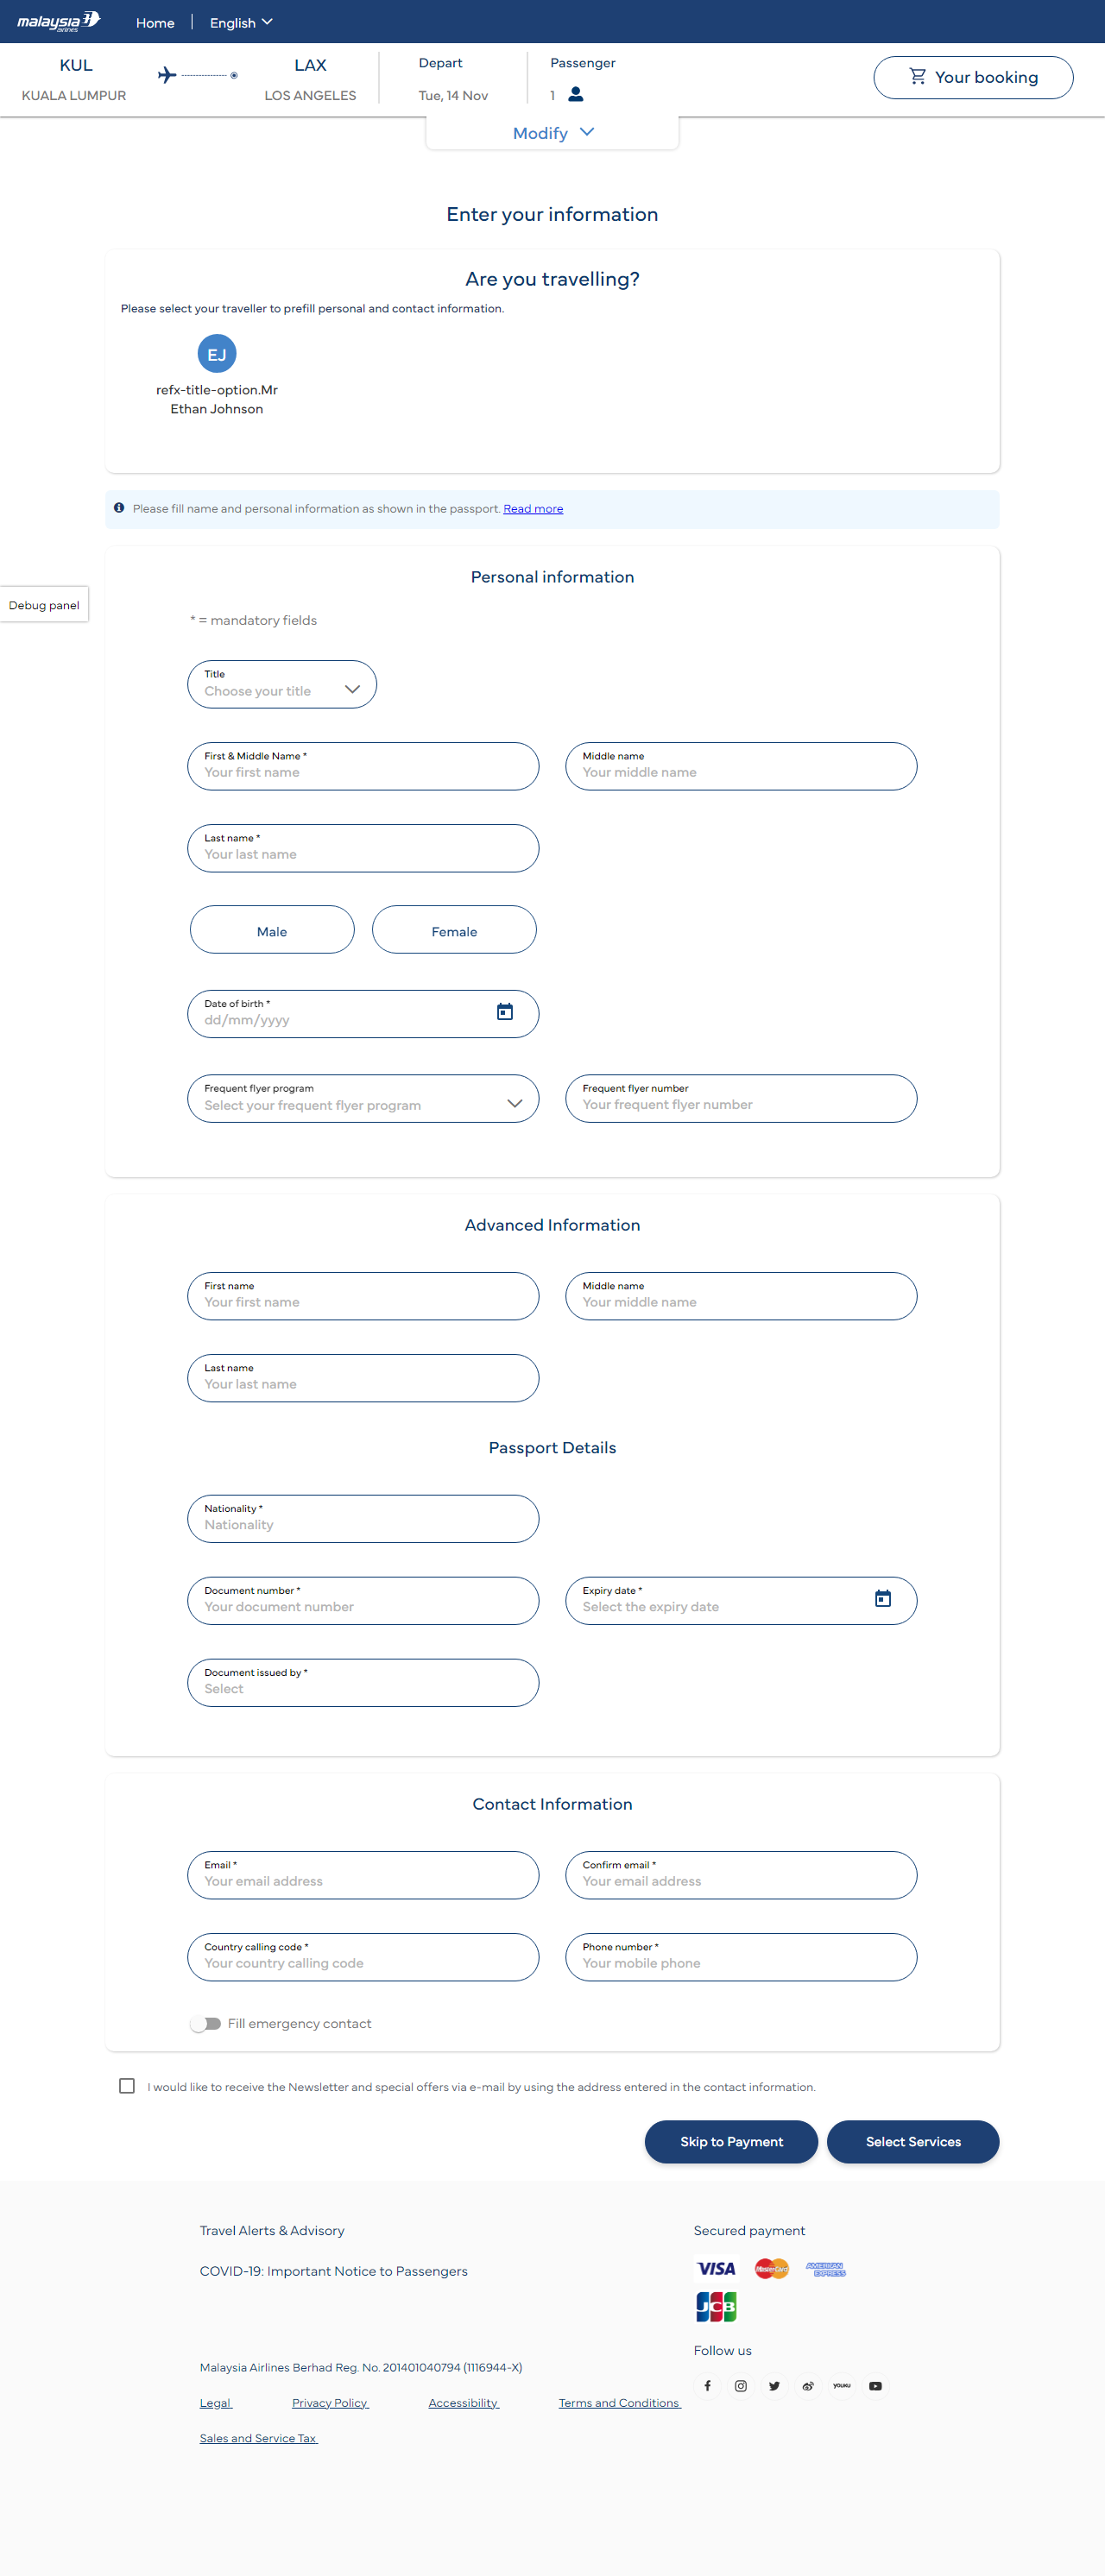 malaysia airlines
Home
English
KUL
KUALA LUMPUR
LAX
LOS ANGELES
Depart
Tue, 14 Nov
Passenger
1
Your booking
Modify
Enter your information
Are you travelling?
Please select your traveller to prefill personal and contact information.
EJ
refx-title-option.Mr
Ethan Johnson
Please fill name and personal information as shown in the passport. Read more
Debug panel
Personal information
* = mandatory fields
Title
Choose your title
First & Middle Name *
Your first name
Middle name
Your middle name
Last name *
Your last name
Male
Female
Date of birth *
dd/mm/yyyy
Frequent flyer program
Select your frequent flyer program
Frequent flyer number
Your frequent flyer number
Advanced Information
First name
Your first name
Middle name
Your middle name
Last name
Your last name
Passport Details
Nationality *
Nationality
Document number *
Your document number
Expiry date *
Select the expiry date
Document issued by *
Select
Contact Information
Email *
Your email address
Confirm email *
Your email address
Country calling code *
Your country calling code
Phone number *
Your mobile phone
Fill emergency contact
I would like to receive the Newsletter and special offers via e-mail by using the address entered in the contact information.
Skip to Payment
Select Services
Travel Alerts & Advisory
COVID-19: Important Notice to Passengers
Secured payment
VISA
MasterCard
AMERICAN EXPRESS
JCB
Follow us
YOUKU
Malaysia Airlines Berhad Reg. No. 201401040794 (1116944-X)
Legal
Privacy Policy
Accessibility
Terms and Conditions
Sales and Service Tax